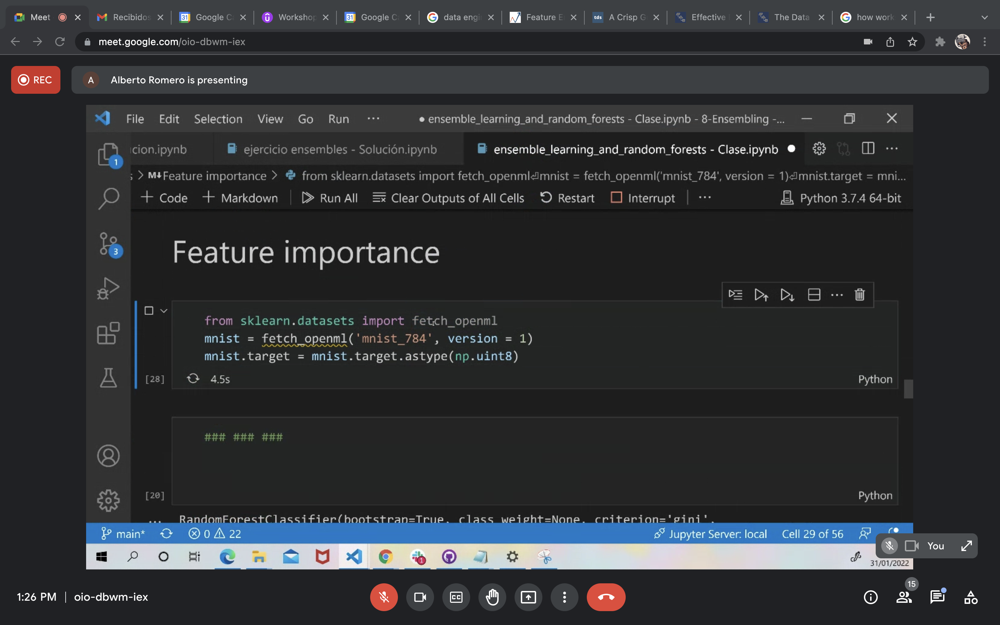 Meet
Recibidos
31 Google Ca
Workshop
31 Google Ca
data engi
Feature E
tds A Crisp G
Effective
The Data
how work
meet.google.com/oio-dbwm-iex
REC
A Alberto Romero is presenting
File Edit Selection View Go Run ··· ● ensemble_learning_and_random_forests - Clase.ipynb - 8-Ensembling -...
cion.ipynb ejercicio ensembles - Solución.ipynb ensemble_learning_and_random_forests - Clase.ipynb
1
s > M↓Feature importance > from sklearn.datasets import fetch_openml⏎mnist = fetch_openml('mnist_784', version = 1)⏎mnist.target = mni...
+ Code + Markdown Run All Clear Outputs of All Cells Restart Interrupt ··· Python 3.7.4 64-bit
3
Feature importance
from sklearn.datasets import fetch_openml
mnist = fetch_openml('mnist_784', version = 1)
mnist.target = mnist.target.astype(np.uint8)
[28] 4.5s Python
### ### ###
[20] Python
RandomForestClassifier(bootstrap=True, class_weight=None, criterion='gini',
main* 0 22 Jupyter Server: local Cell 29 of 56
You
1
31/01/2022
1:26 PM | oio-dbwm-iex
CC
15